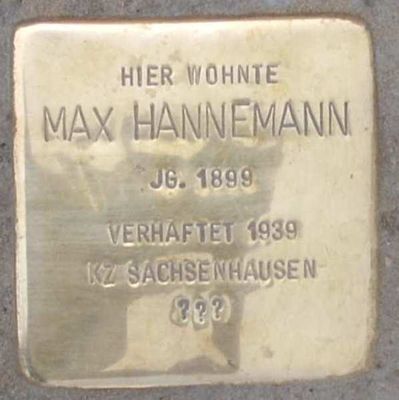 HIER WOHNTE
MAX HANNEMANN
JG. 1899
VERHAFTET 1939
KZ SACHSENHAUSEN
(???)